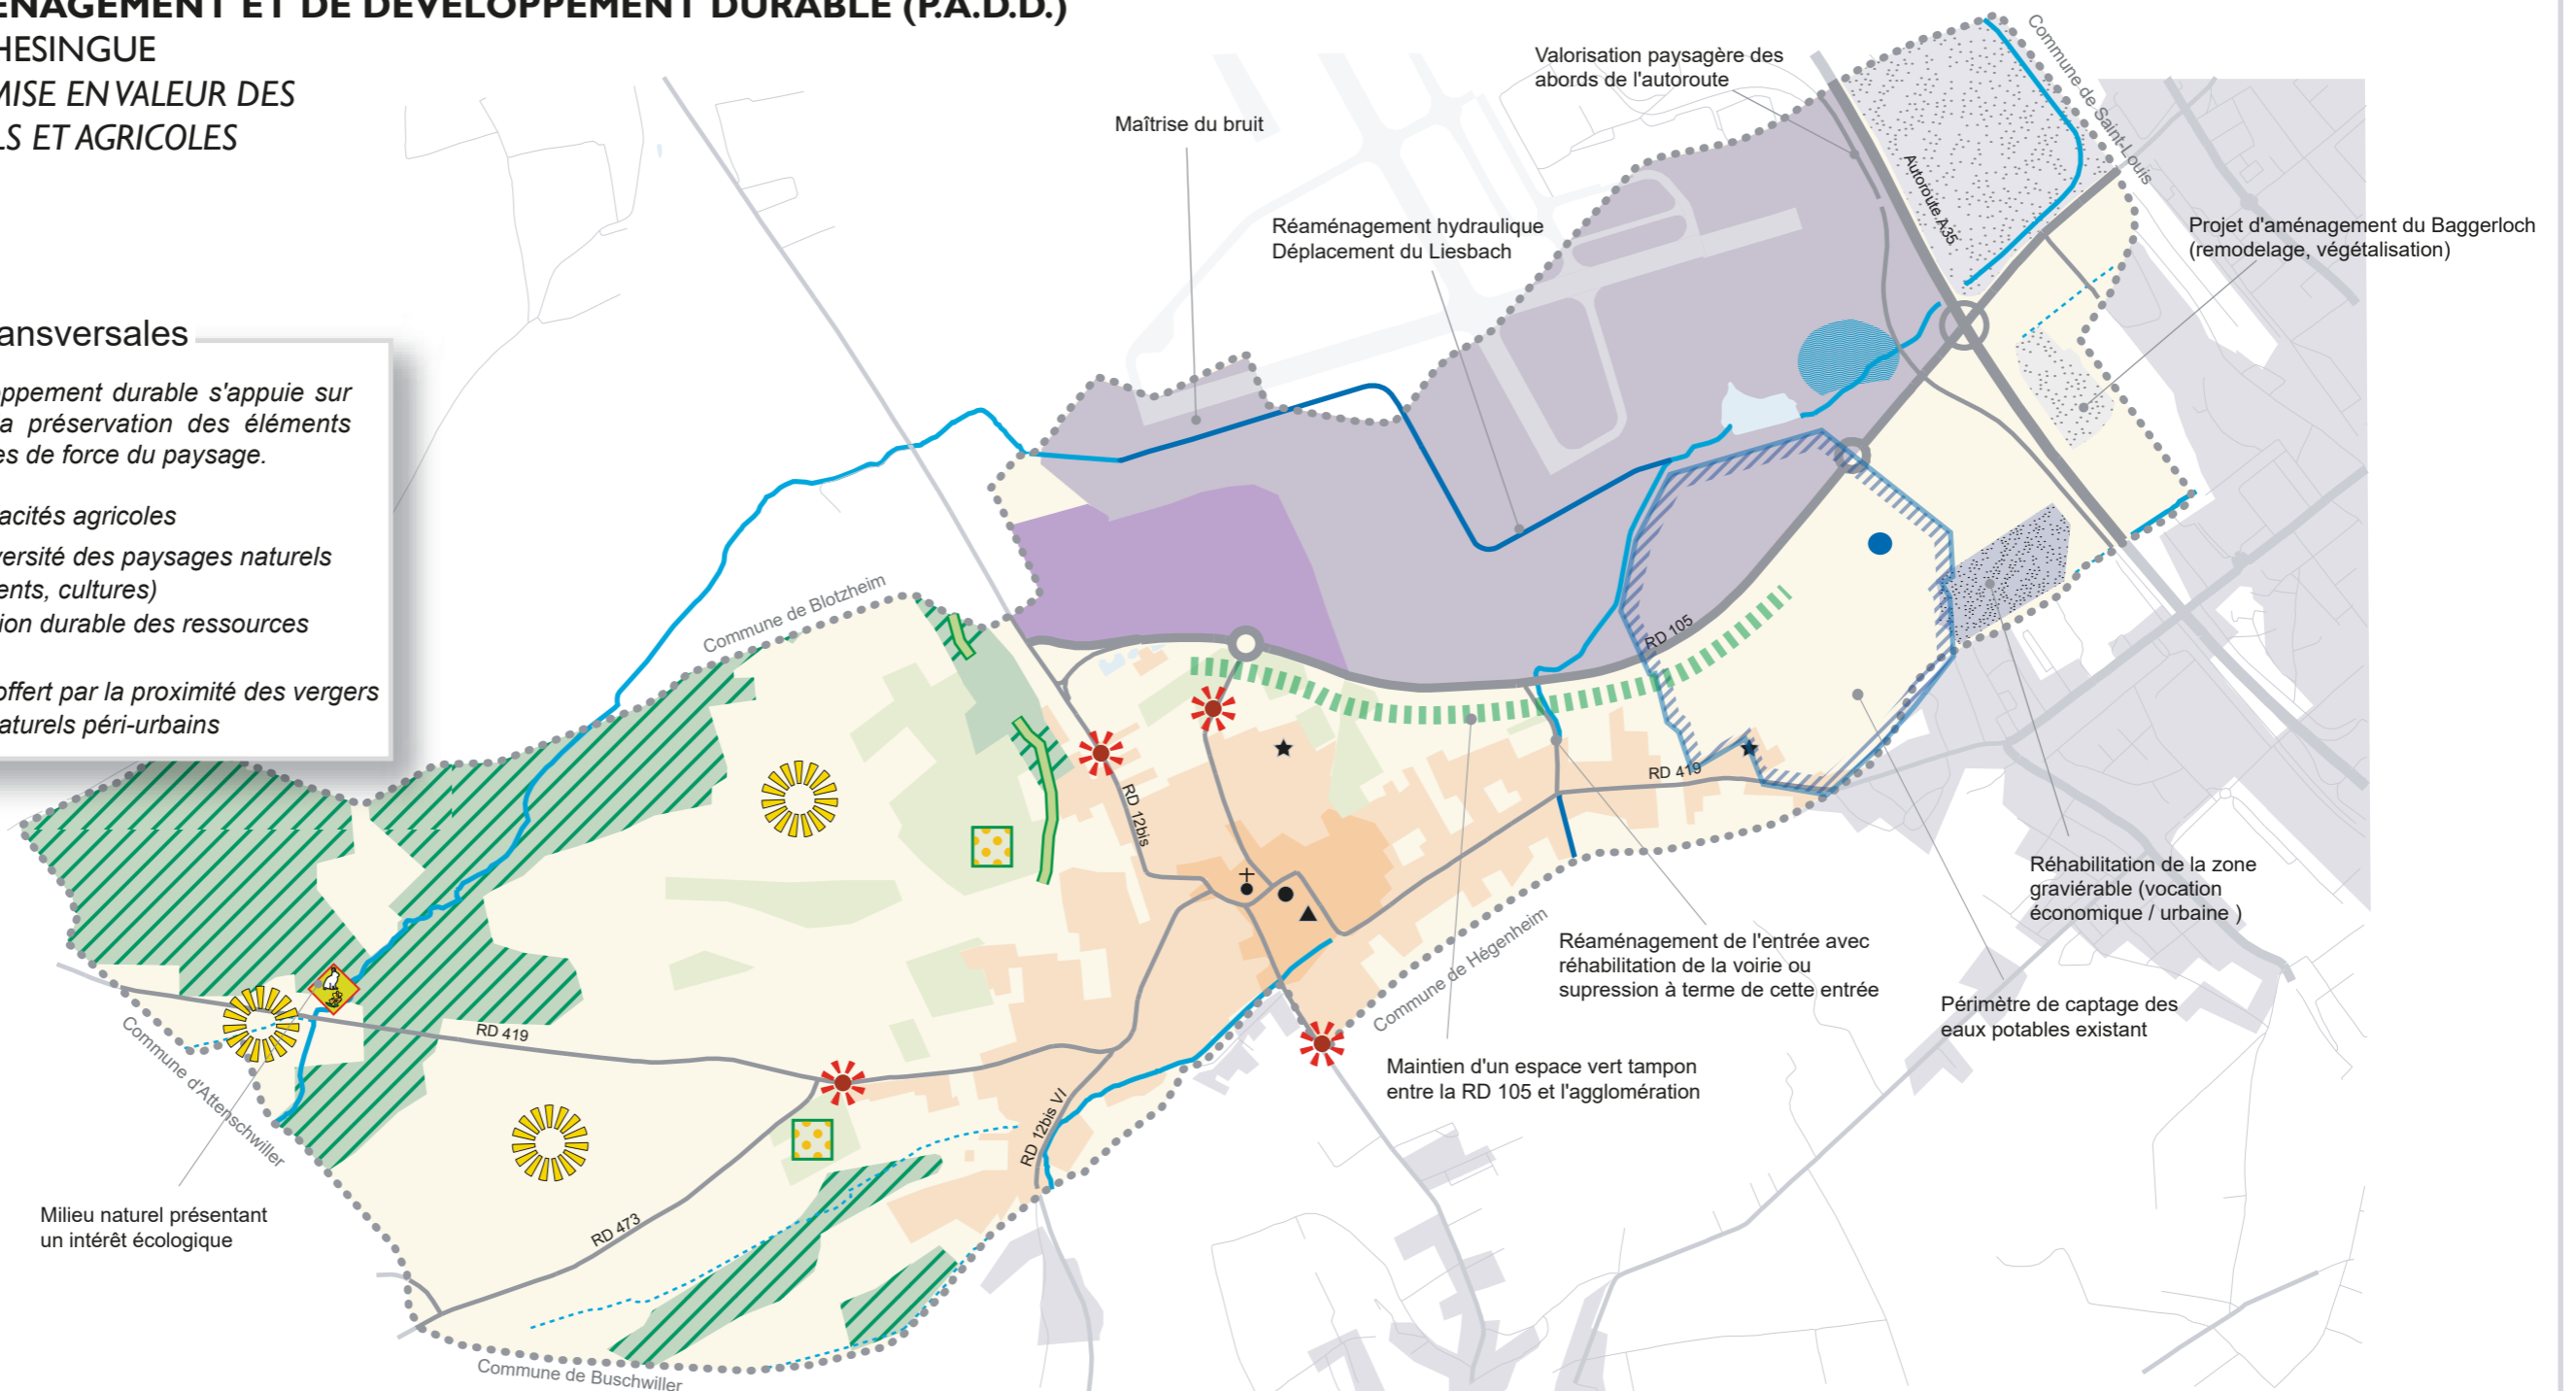 ENAGEMENT ET DE DEVELOPPEMENT DURABLE (P.A.D.D.)
HESINGUE
MISE EN VALEUR DES
LS ET AGRICOLES
ansversales
oppement durable s'appuie sur
a préservation des éléments
es de force du paysage.
acités agricoles
versité des paysages naturels
ents, cultures)
ion durable des ressources
offert par la proximité des vergers
naturels péri-urbains
Maîtrise du bruit
Valorisation paysagère des
abords de l'autoroute
Réaménagement hydraulique
Déplacement du Liesbach
Autoroute A35
Commune de Saint-Louis
Projet d'aménagement du Baggerloch
(remodelage, végétalisation)
Commune de Blotzheim
RD 105
RD 12bis
RD 419
Réhabilitation de la zone
graviérable (vocation
économique / urbaine )
Réaménagement de l'entrée avec
réhabilitation de la voirie ou
supression à terme de cette entrée
Périmètre de captage des
eaux potables existant
Commune de Hégenheim
Maintien d'un espace vert tampon
entre la RD 105 et l'agglomération
RD 419
Commune d'Attenschwiller
RD 12bis VI
Milieu naturel présentant
un intérêt écologique
RD 473
Commune de Buschwiller